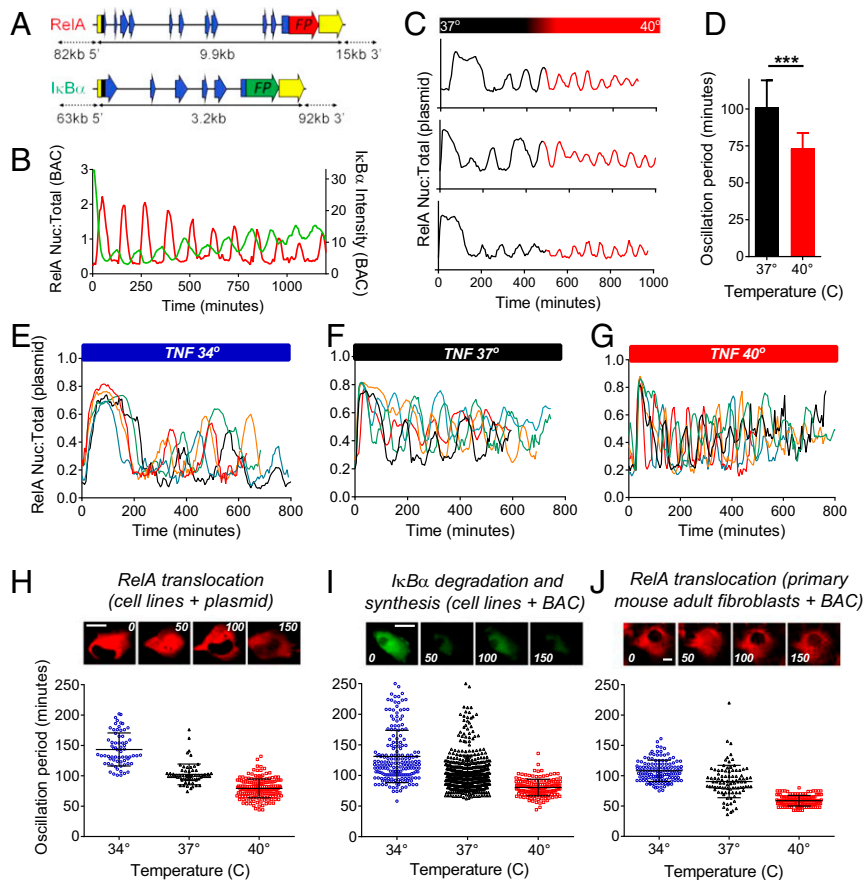 A
RelA
FP
82kb 5'
9.9kb
15kb 3'
IκBα
FP
63kb 5'
3.2kb
92kb 3'
B
RelA Nuc:Total (BAC)
3
2
1
0
IκBα Intensity (BAC)
30
20
10
0
0 250 500 750 1000
Time (minutes)
C
37° 40°
RelA Nuc:Total (plasmid)
0 200 400 600 800 1000
Time (minutes)
D
***
Oscillation period (minutes)
100
75
50
25
0
37° 40°
Temperature (C)
E
TNF 34°
RelA Nuc:Total (plasmid)
1.0
0.8
0.6
0.4
0.2
0.0
0 200 400 600 800
Time (minutes)
F
TNF 37°
1.0
0.8
0.6
0.4
0.2
0.0
0 200 400 600 800
Time (minutes)
G
TNF 40°
1.0
0.8
0.6
0.4
0.2
0.0
0 200 400 600 800
Time (minutes)
H
RelA translocation
(cell lines + plasmid)
0 50 100 150
Oscillation period (minutes)
250
200
150
100
50
0
34° 37° 40°
Temperature (C)
I
IκBα degradation and
synthesis (cell lines + BAC)
0 50 100 150
250
200
150
100
50
0
34° 37° 40°
Temperature (C)
J
RelA translocation (primary
mouse adult fibroblasts + BAC)
0 50 100 150
250
200
150
100
50
0
34° 37° 40°
Temperature (C)